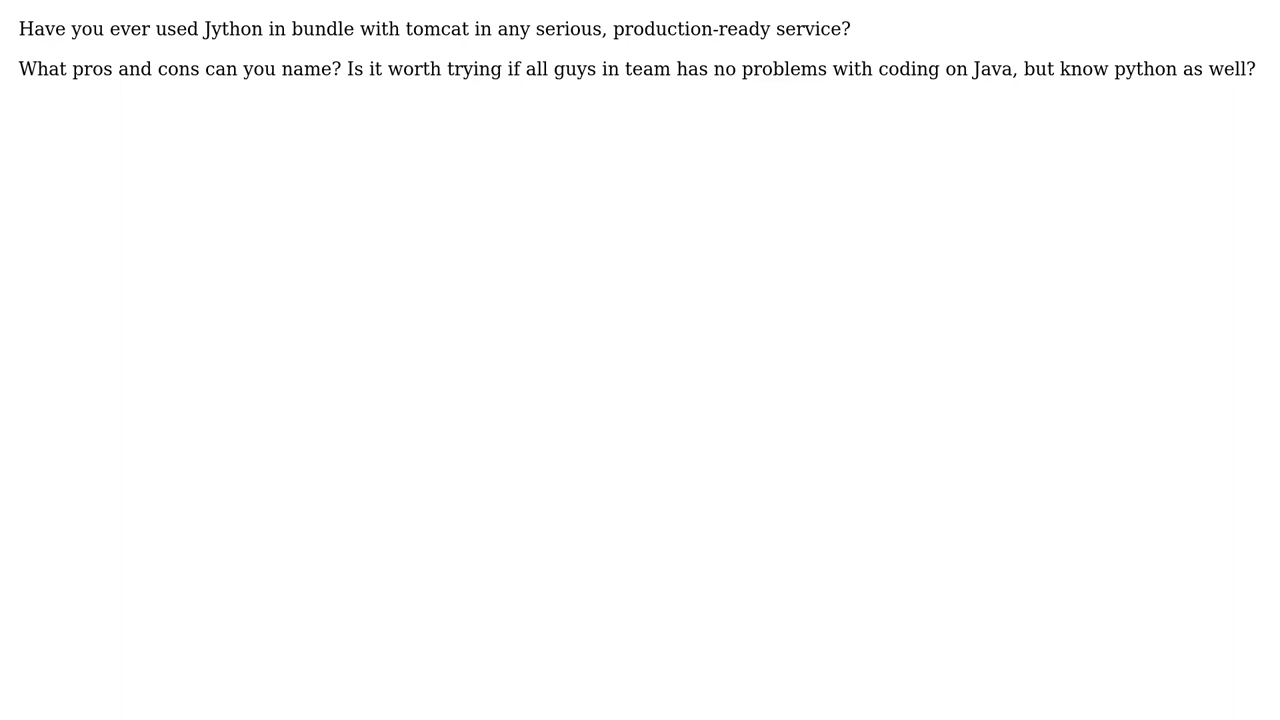 Have you ever used Jython in bundle with tomcat in any serious, production-ready service?
What pros and cons can you name? Is it worth trying if all guys in team has no problems with coding on Java, but know python as well?